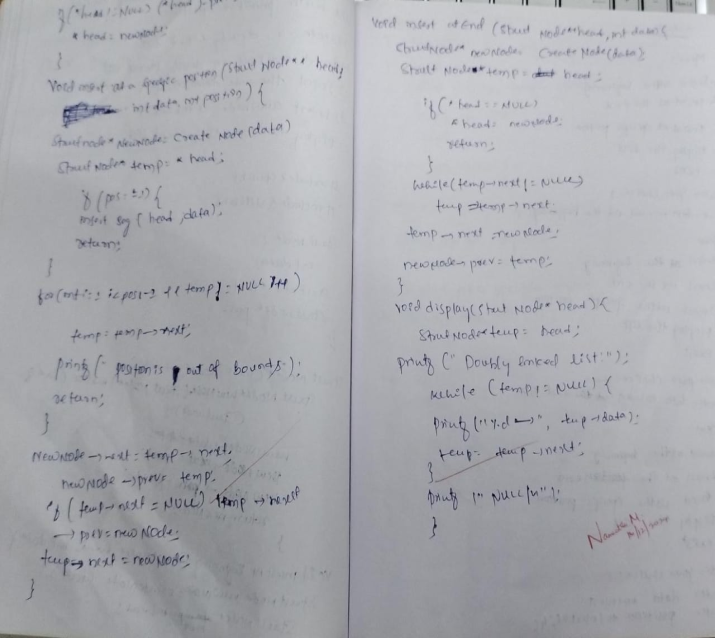 }(*head != NULL) (*head)
*head = newnode;
}
Void insert at a specific position (Struct Node** head,
int data, int position) {
Struct node* NewNode = Create Node (data)
Struct Node* temp = *head;
if (pos == 1) {
insert Beg (head, data);
return;
}
for (int i = 1 i < pos - 1 && temp != NULL i++)
temp = temp → next;
printf (" position is out of bounds.");
return;
}
NewNode → next = temp → next;
newNode → prev = temp;
if (temp → next = NULL) temp → next
→ prev = new Node;
temp → next = newNode;
}
Void insert at End (Struct Node** head, int data) {
Struct Node* newNode = Create Node (data);
Struct Node* temp = head;
if (*head == NULL)
*head = newnode;
return;
}
while (temp → next != NULL)
temp = temp → next
temp → next = newNode;
newNode → prev = temp;
}
Void display (Struct Node* head) {
Struct Node* temp = head;
printf (" Doubly linked list:");
while (temp != NULL) {
printf ("%d ↔", temp → data);
temp = temp → next;
}
printf (" NULL \n");
}